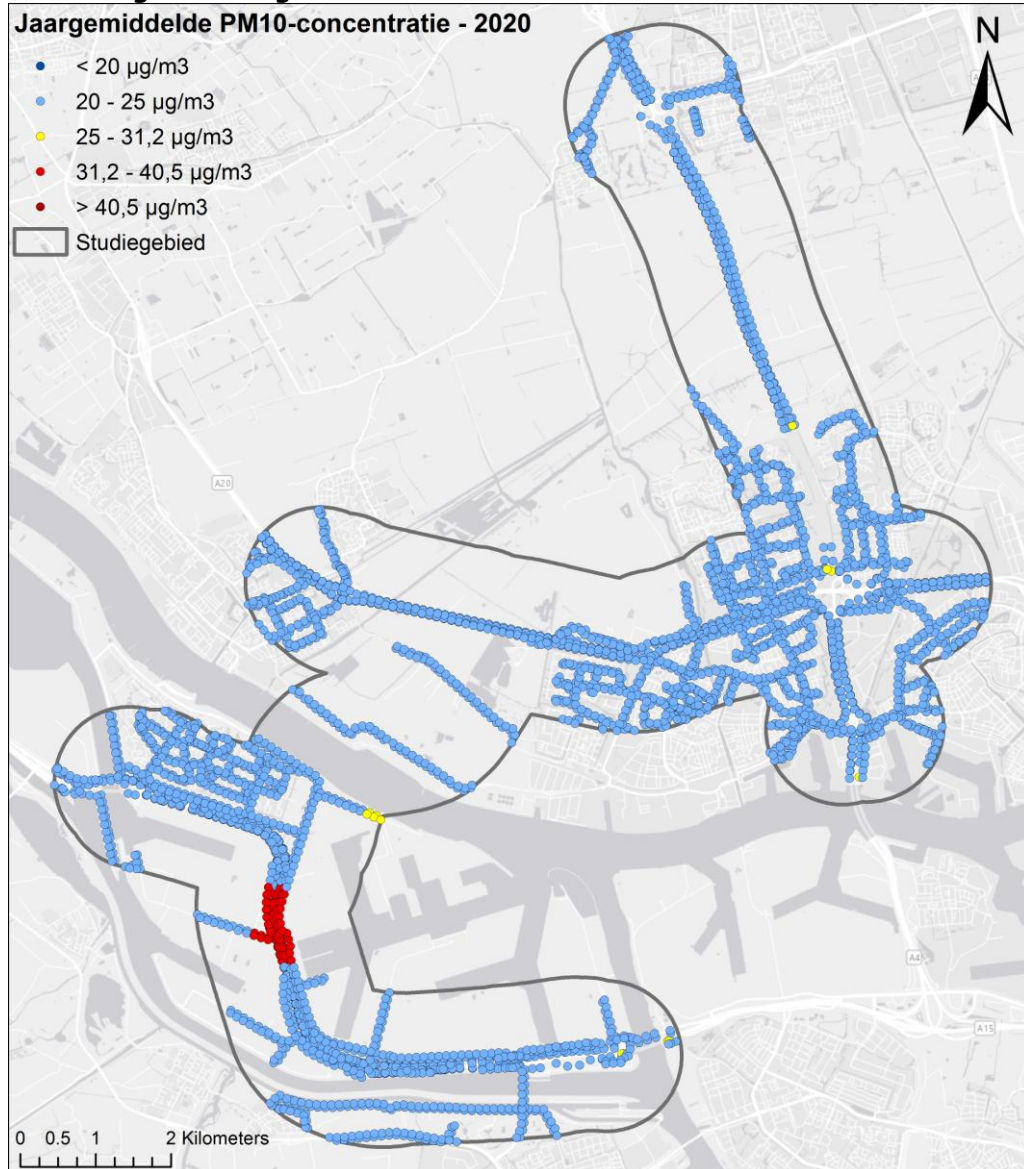 Jaargemiddelde PM10-concentratie - 2020
< 20 µg/m3
20 - 25 µg/m3
25 - 31,2 µg/m3
31,2 - 40,5 µg/m3
> 40,5 µg/m3
Studiegebied
N
A20
A4
A15
0 0.5 1 2 Kilometers